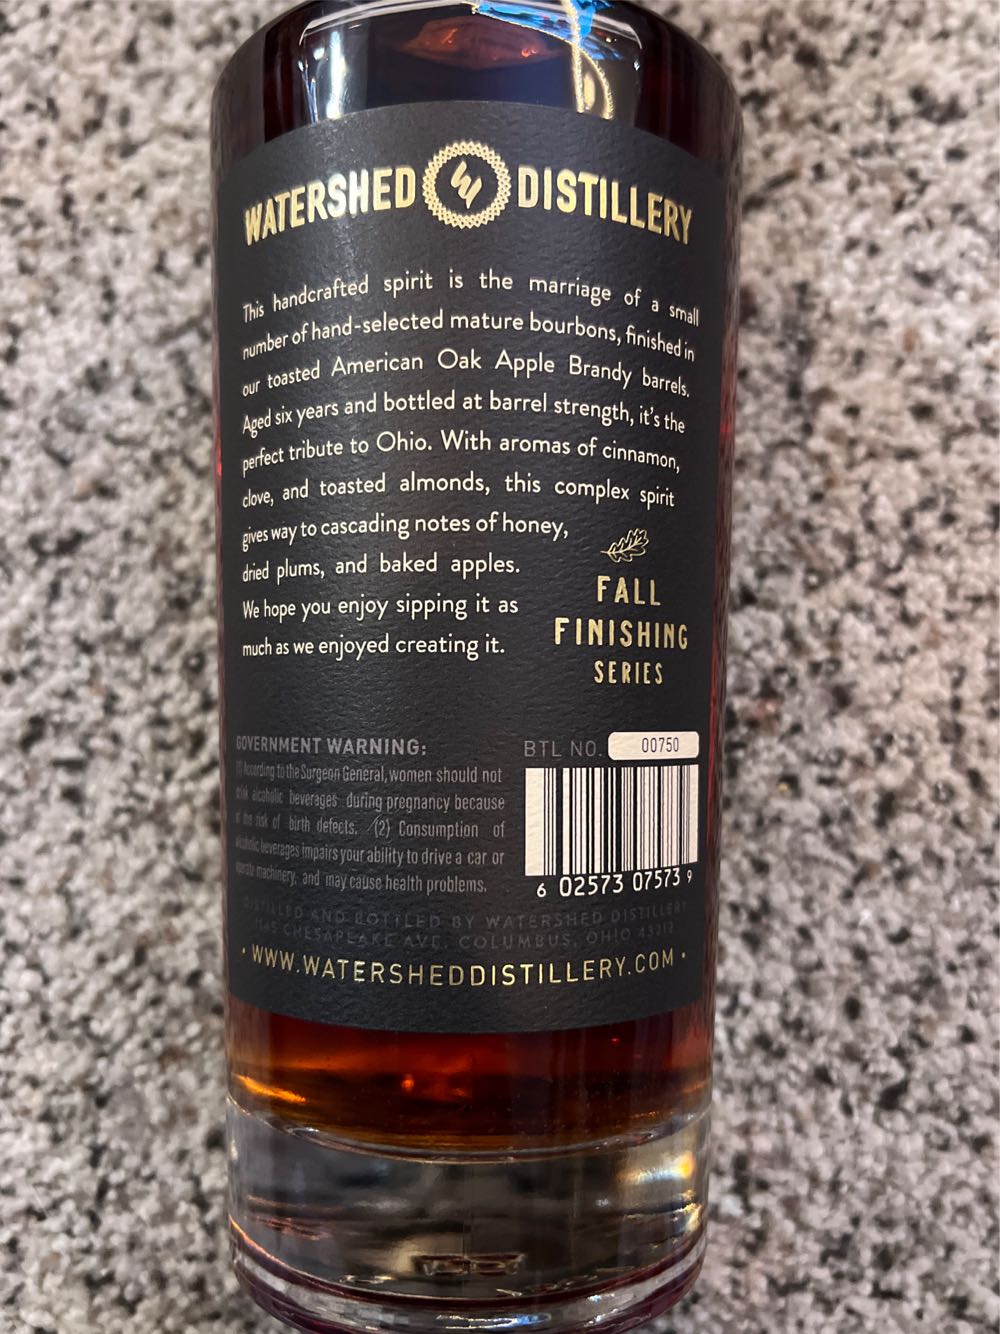 WATERSHED W DISTILLERY
This handcrafted spirit is the marriage of a small
number of hand-selected mature bourbons, finished in
our toasted American Oak Apple Brandy barrels.
Aged six years and bottled at barrel strength, it's the
perfect tribute to Ohio. With aromas of cinnamon,
clove, and toasted almonds, this complex spirit
gives way to cascading notes of honey,
dried plums, and baked apples.
We hope you enjoy sipping it as
much as we enjoyed creating it.
FALL
FINISHING
SERIES
GOVERNMENT WARNING:
(1) According to the Surgeon General, women should not
drink alcoholic beverages during pregnancy because
of the risk of birth defects. (2) Consumption of
alcoholic beverages impairs your ability to drive a car or
operate machinery, and may cause health problems.
BTL NO. 00750
6 02573 07573 9
DISTILLED AND BOTTLED BY WATERSHED DISTILLERY
CHESAPEAKE AVE. COLUMBUS, OHIO 43212
• WWW.WATERSHEDDISTILLERY.COM •